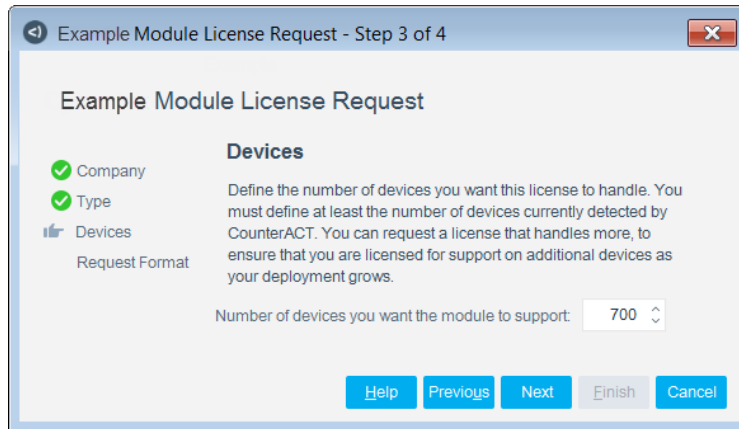 Example Module License Request - Step 3 of 4
Example Module License Request
Company
Type
Devices
Request Format
Devices
Define the number of devices you want this license to handle. You
must define at least the number of devices currently detected by
CounterACT. You can request a license that handles more, to
ensure that you are licensed for support on additional devices as
your deployment grows.
Number of devices you want the module to support: 700
Help Previous Next Finish Cancel